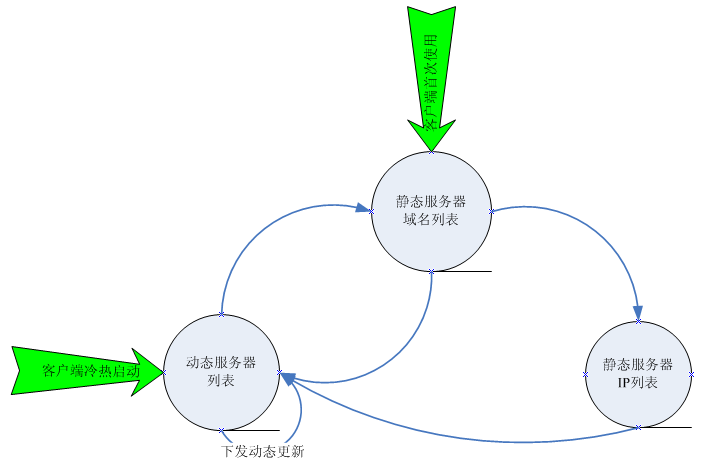 客户端首次使用
静态服务器
域名列表
动态服务器
列表
客户端冷热启动
静态服务器
IP列表
下发动态更新